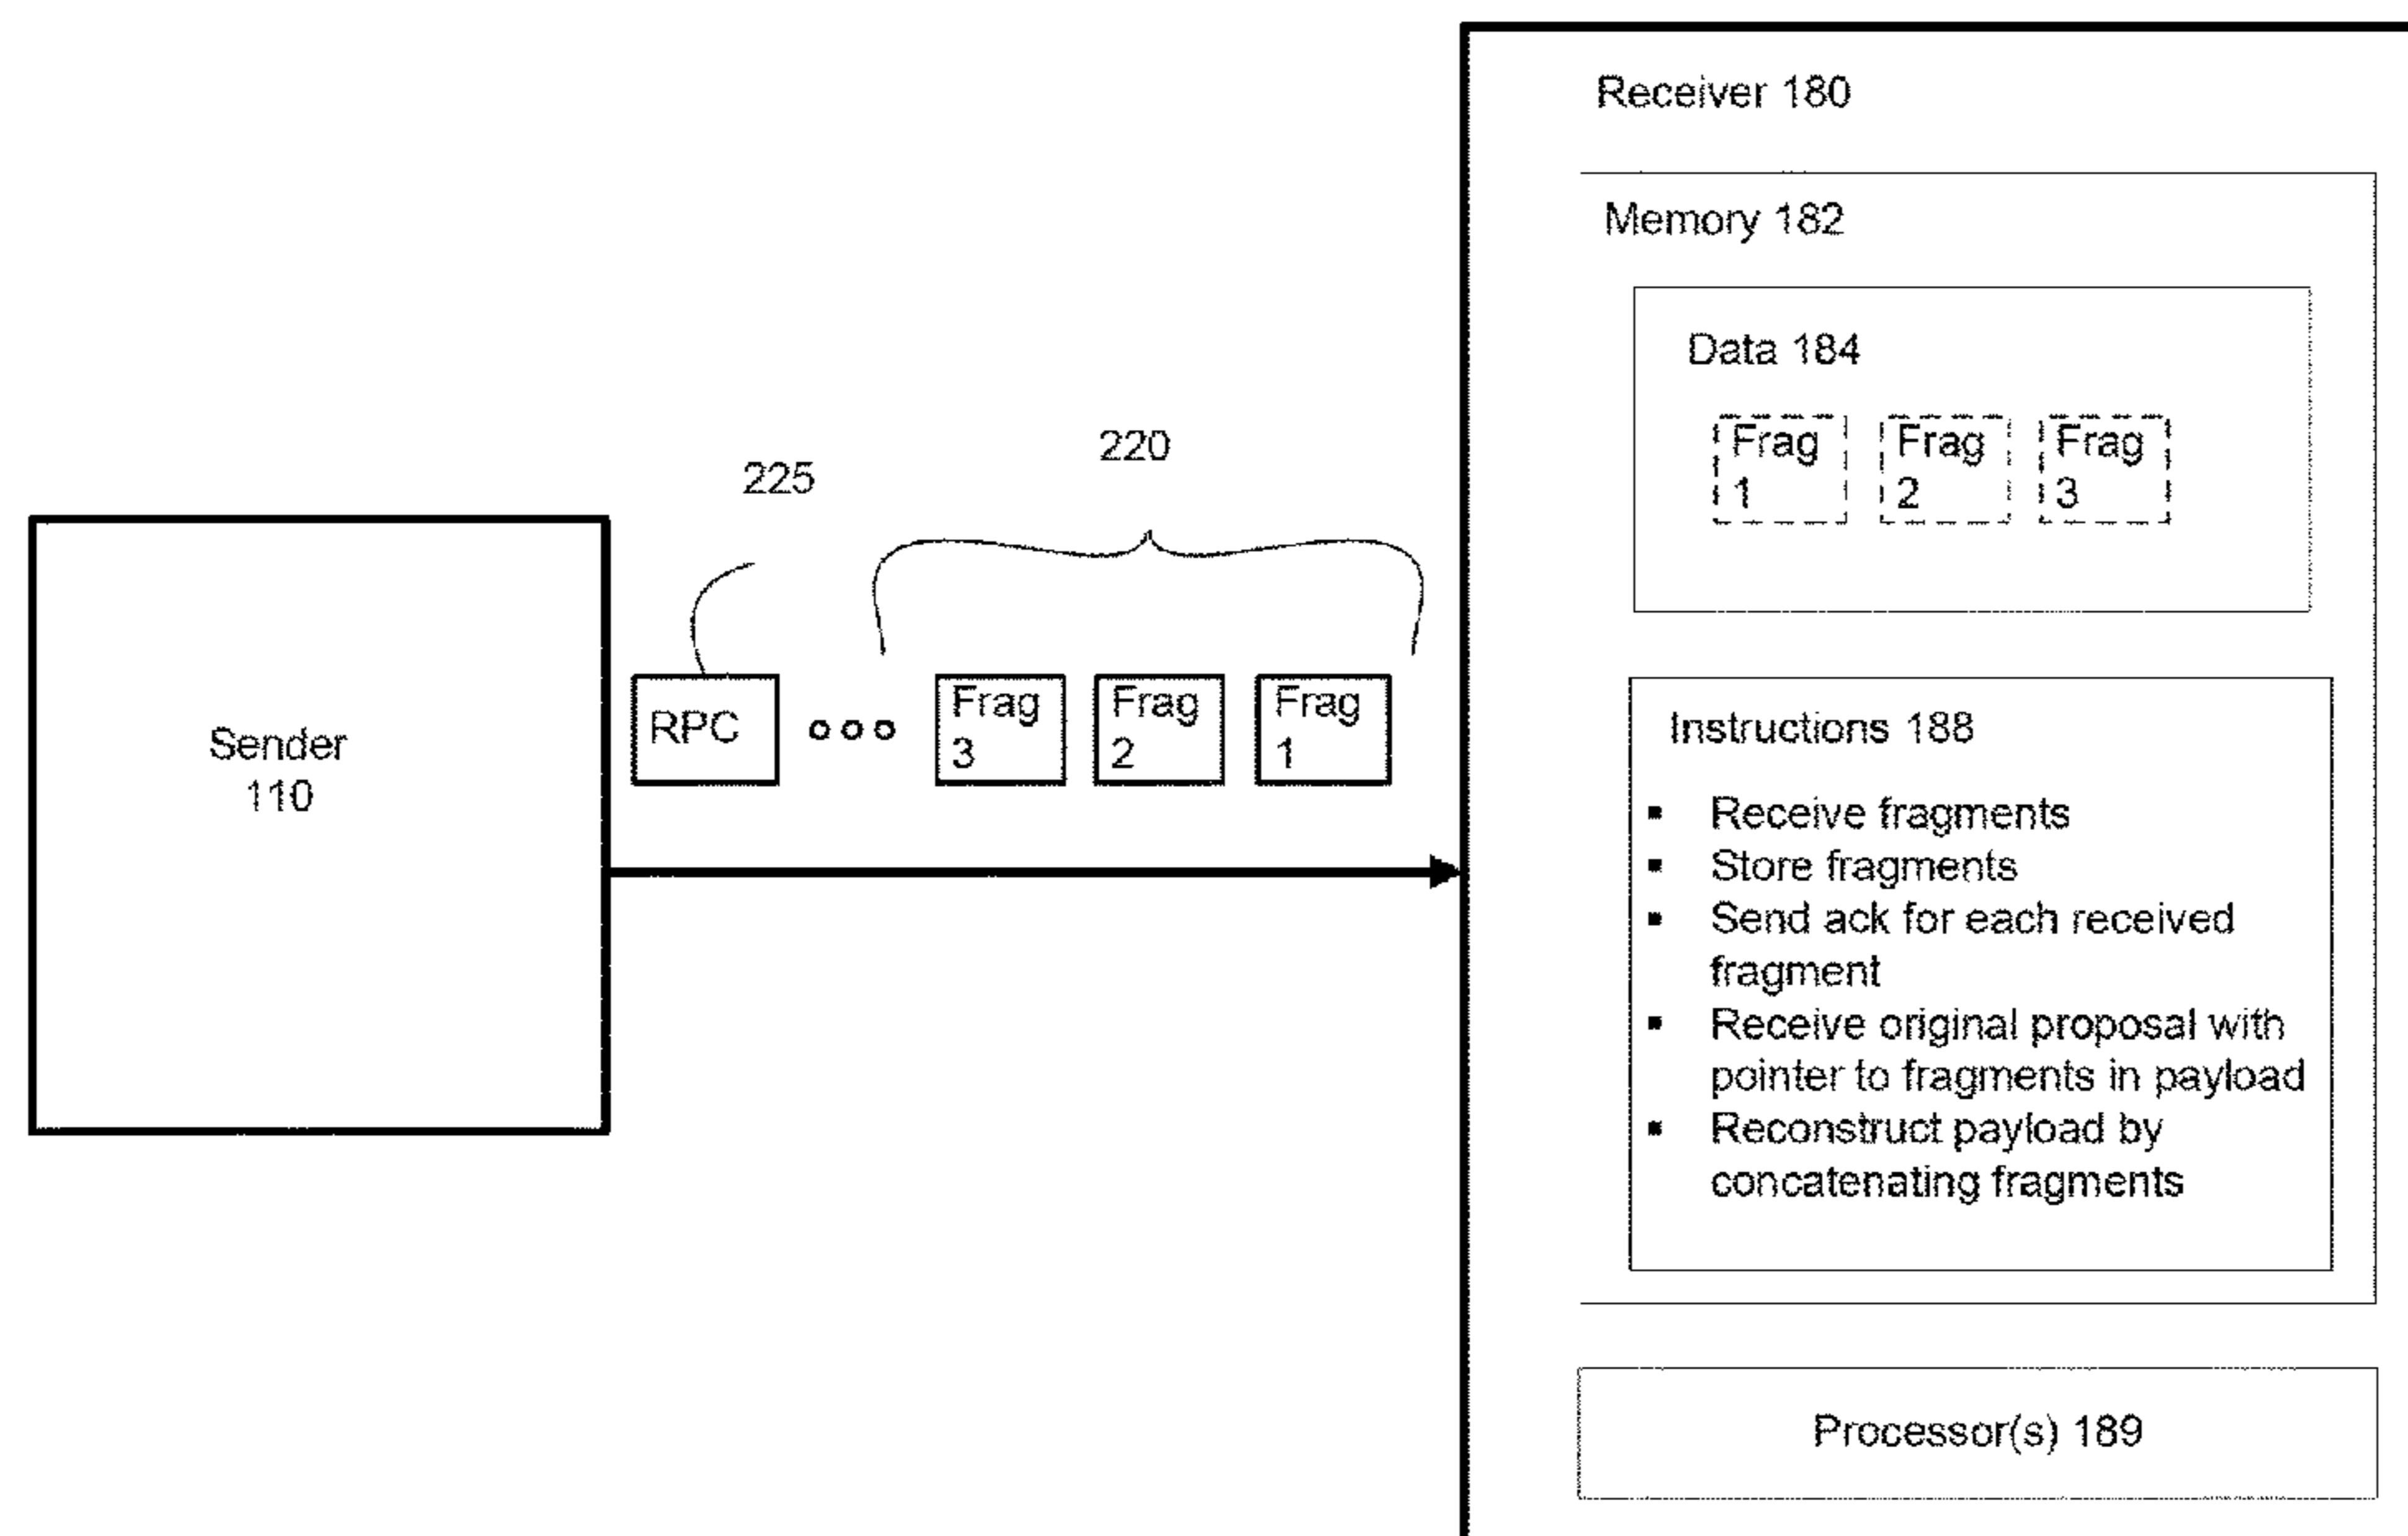 Receiver 180
Memory 182
Data 184
Frag Frag Frag
1 2 3
220
225
RPC ooo Frag Frag Frag
3 2 1
Sender
110
Instructions 188
▪ Receive fragments
▪ Store fragments
▪ Send ack for each received
fragment
▪ Receive original proposal with
pointer to fragments in payload
▪ Reconstruct payload by
concatenating fragments
Processor(s) 189